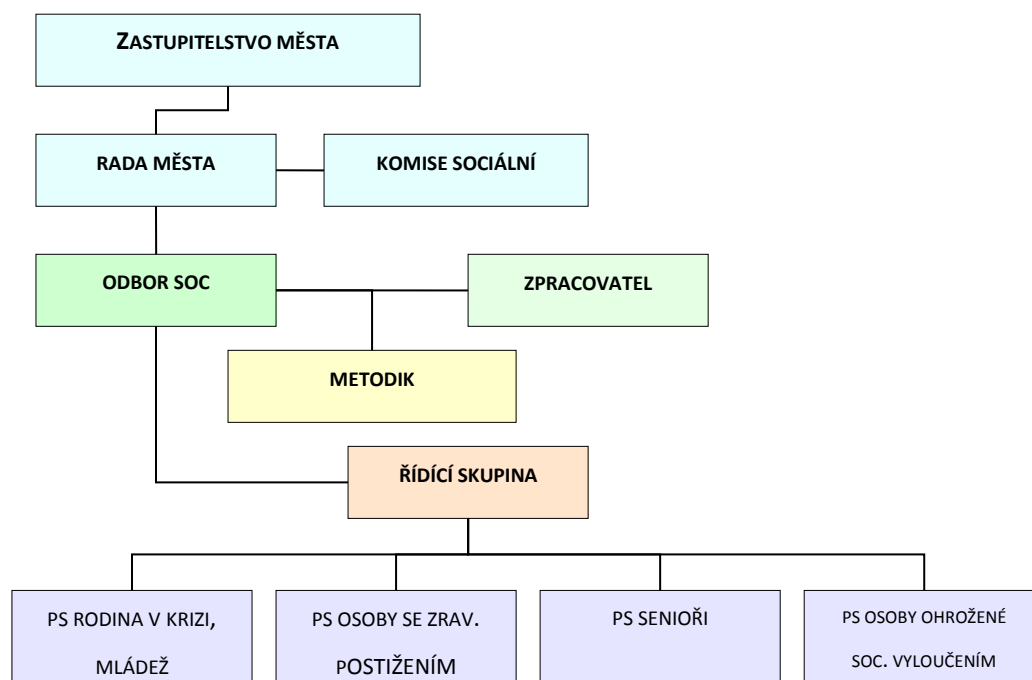 ZASTUPITELSTVO MĚSTA
RADA MĚSTA
KOMISE SOCIÁLNÍ
ODBOR SOC
ZPRACOVATEL
METODIK
ŘÍDÍCÍ SKUPINA
PS RODINA V KRIZI,
MLÁDEŽ
PS OSOBY SE ZRAV.
POSTIŽENÍM
PS SENIOŘI
PS OSOBY OHROŽENÉ
SOC. VYLOUČENÍM